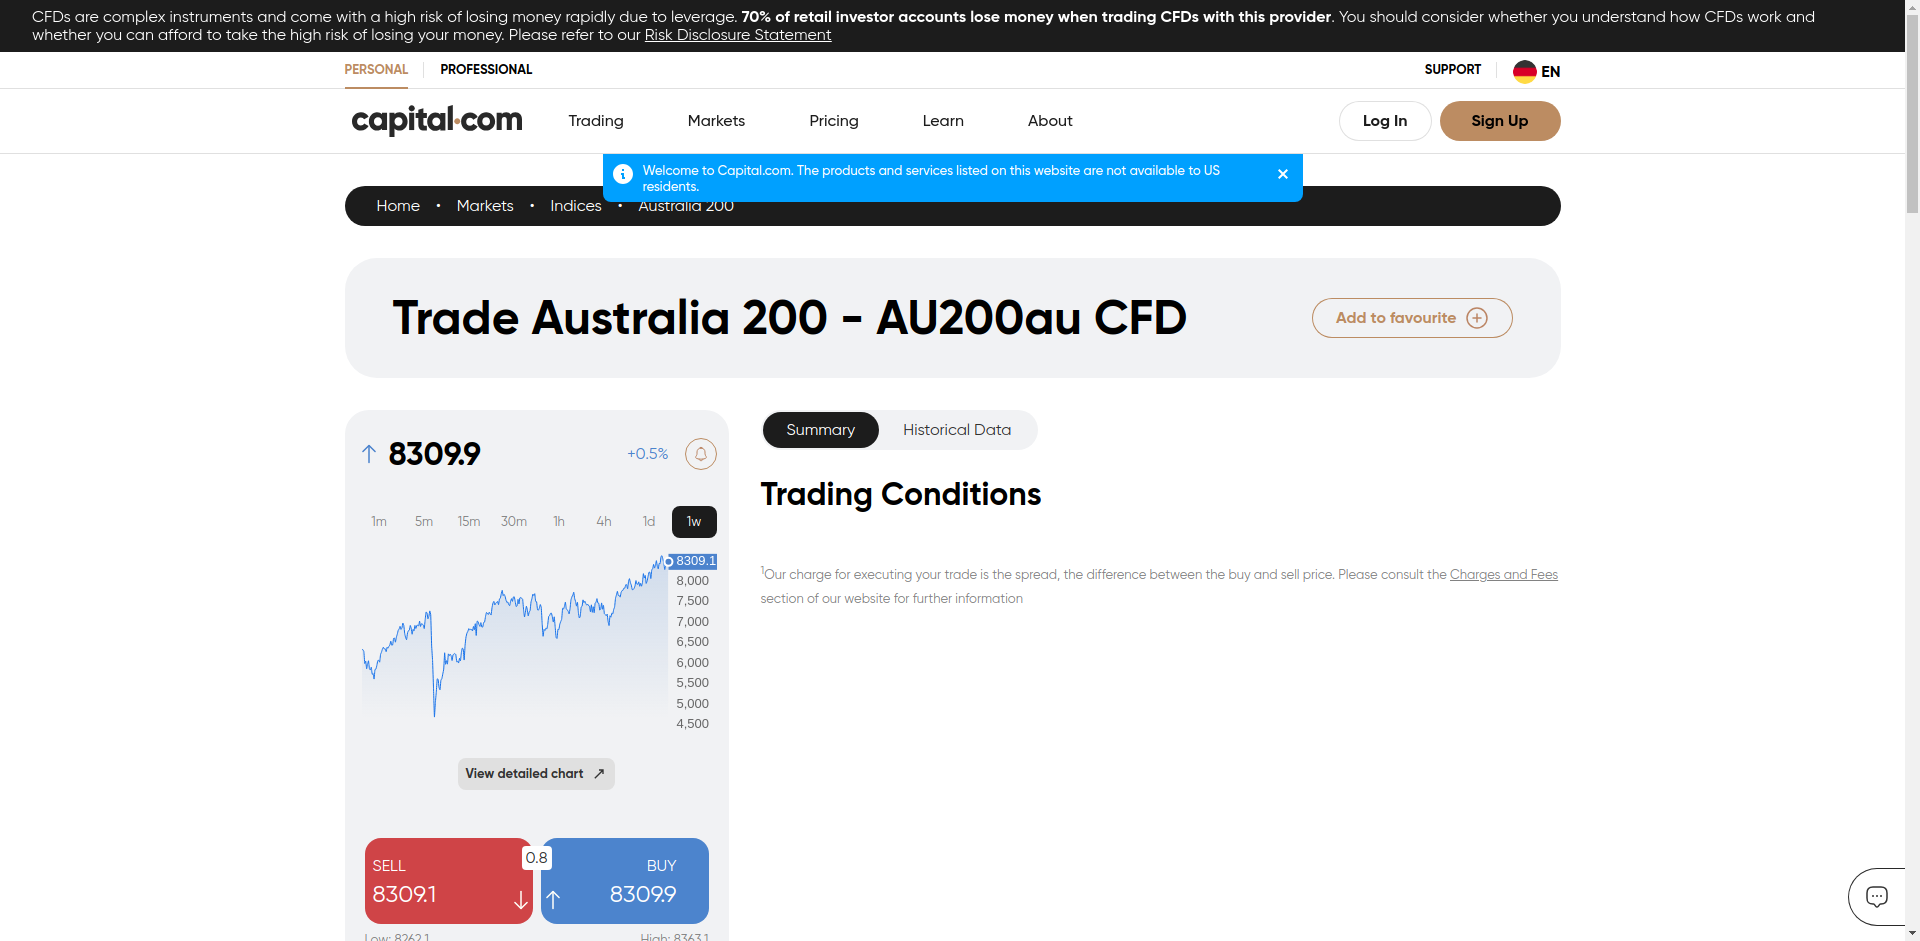 CFDs are complex instruments and come with a high risk of losing money rapidly due to leverage. 70% of retail investor accounts lose money when trading CFDs with this provider. You should consider whether you understand how CFDs work and
whether you can afford to take the high risk of losing your money. Please refer to our Risk Disclosure Statement
PERSONAL PROFESSIONAL SUPPORT EN
capital.com Trading Markets Pricing Learn About Log In Sign Up
Welcome to Capital.com. The products and services listed on this website are not available to US
residents.
Home • Markets • Indices • Australia 200
Trade Australia 200 - AU200au CFD
Add to favourite
8309.9 +0.5%
1m 5m 15m 30m 1h 4h 1d 1w
8309.1
8,000
7,500
7,000
6,500
6,000
5,500
5,000
4,500
View detailed chart
SELL 0.8 BUY
8309.1 8309.9
Low: 8262.1 High: 8363.1
Summary Historical Data
Trading Conditions
1Our charge for executing your trade is the spread, the difference between the buy and sell price. Please consult the Charges and Fees
section of our website for further information